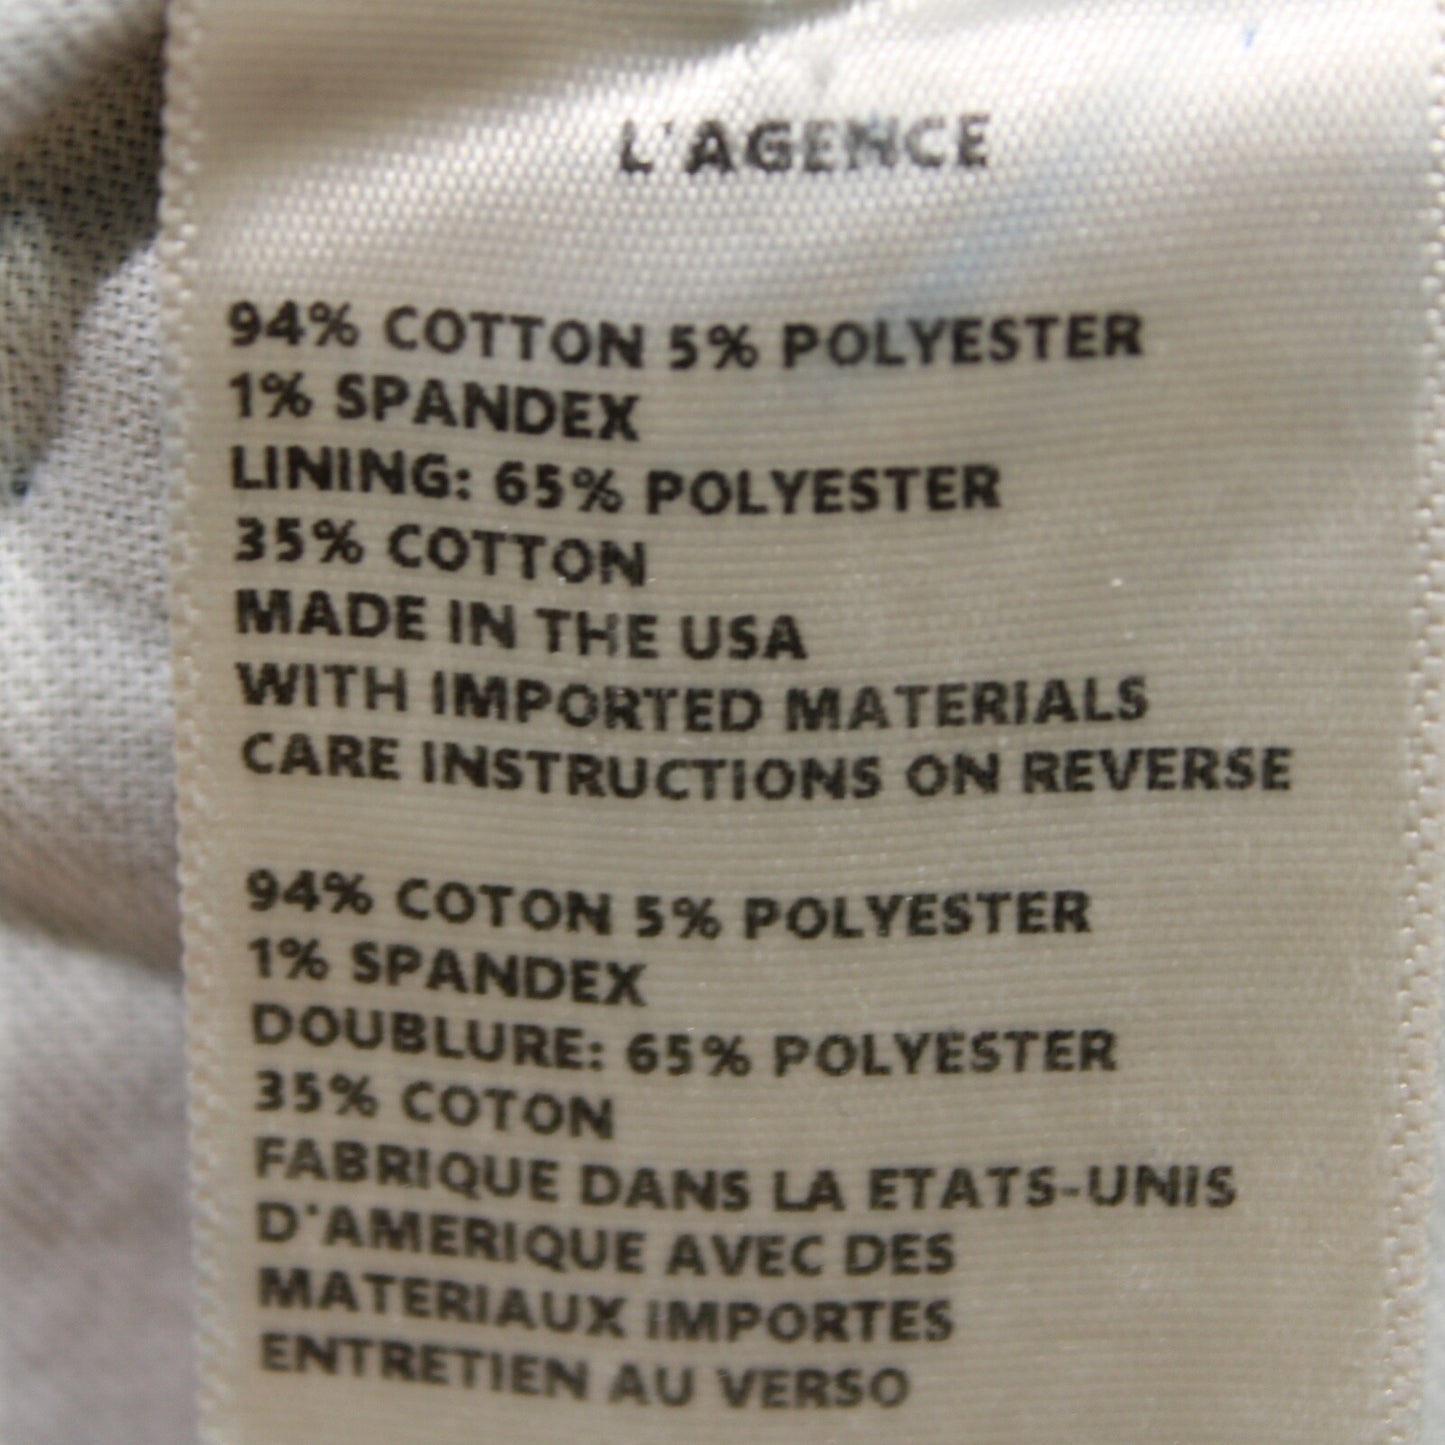 L'AGENCE
94% COTTON 5% POLYESTER
1% SPANDEX
LINING: 65% POLYESTER
35% COTTON
MADE IN THE USA
WITH IMPORTED MATERIALS
CARE INSTRUCTIONS ON REVERSE
94% COTON 5% POLYESTER
1% SPANDEX
DOUBLURE: 65% POLYESTER
35% COTON
FABRIQUE DANS LA ETATS-UNIS
D'AMERIQUE AVEC DES
MATERIAUX IMPORTES
ENTRETIEN AU VERSO